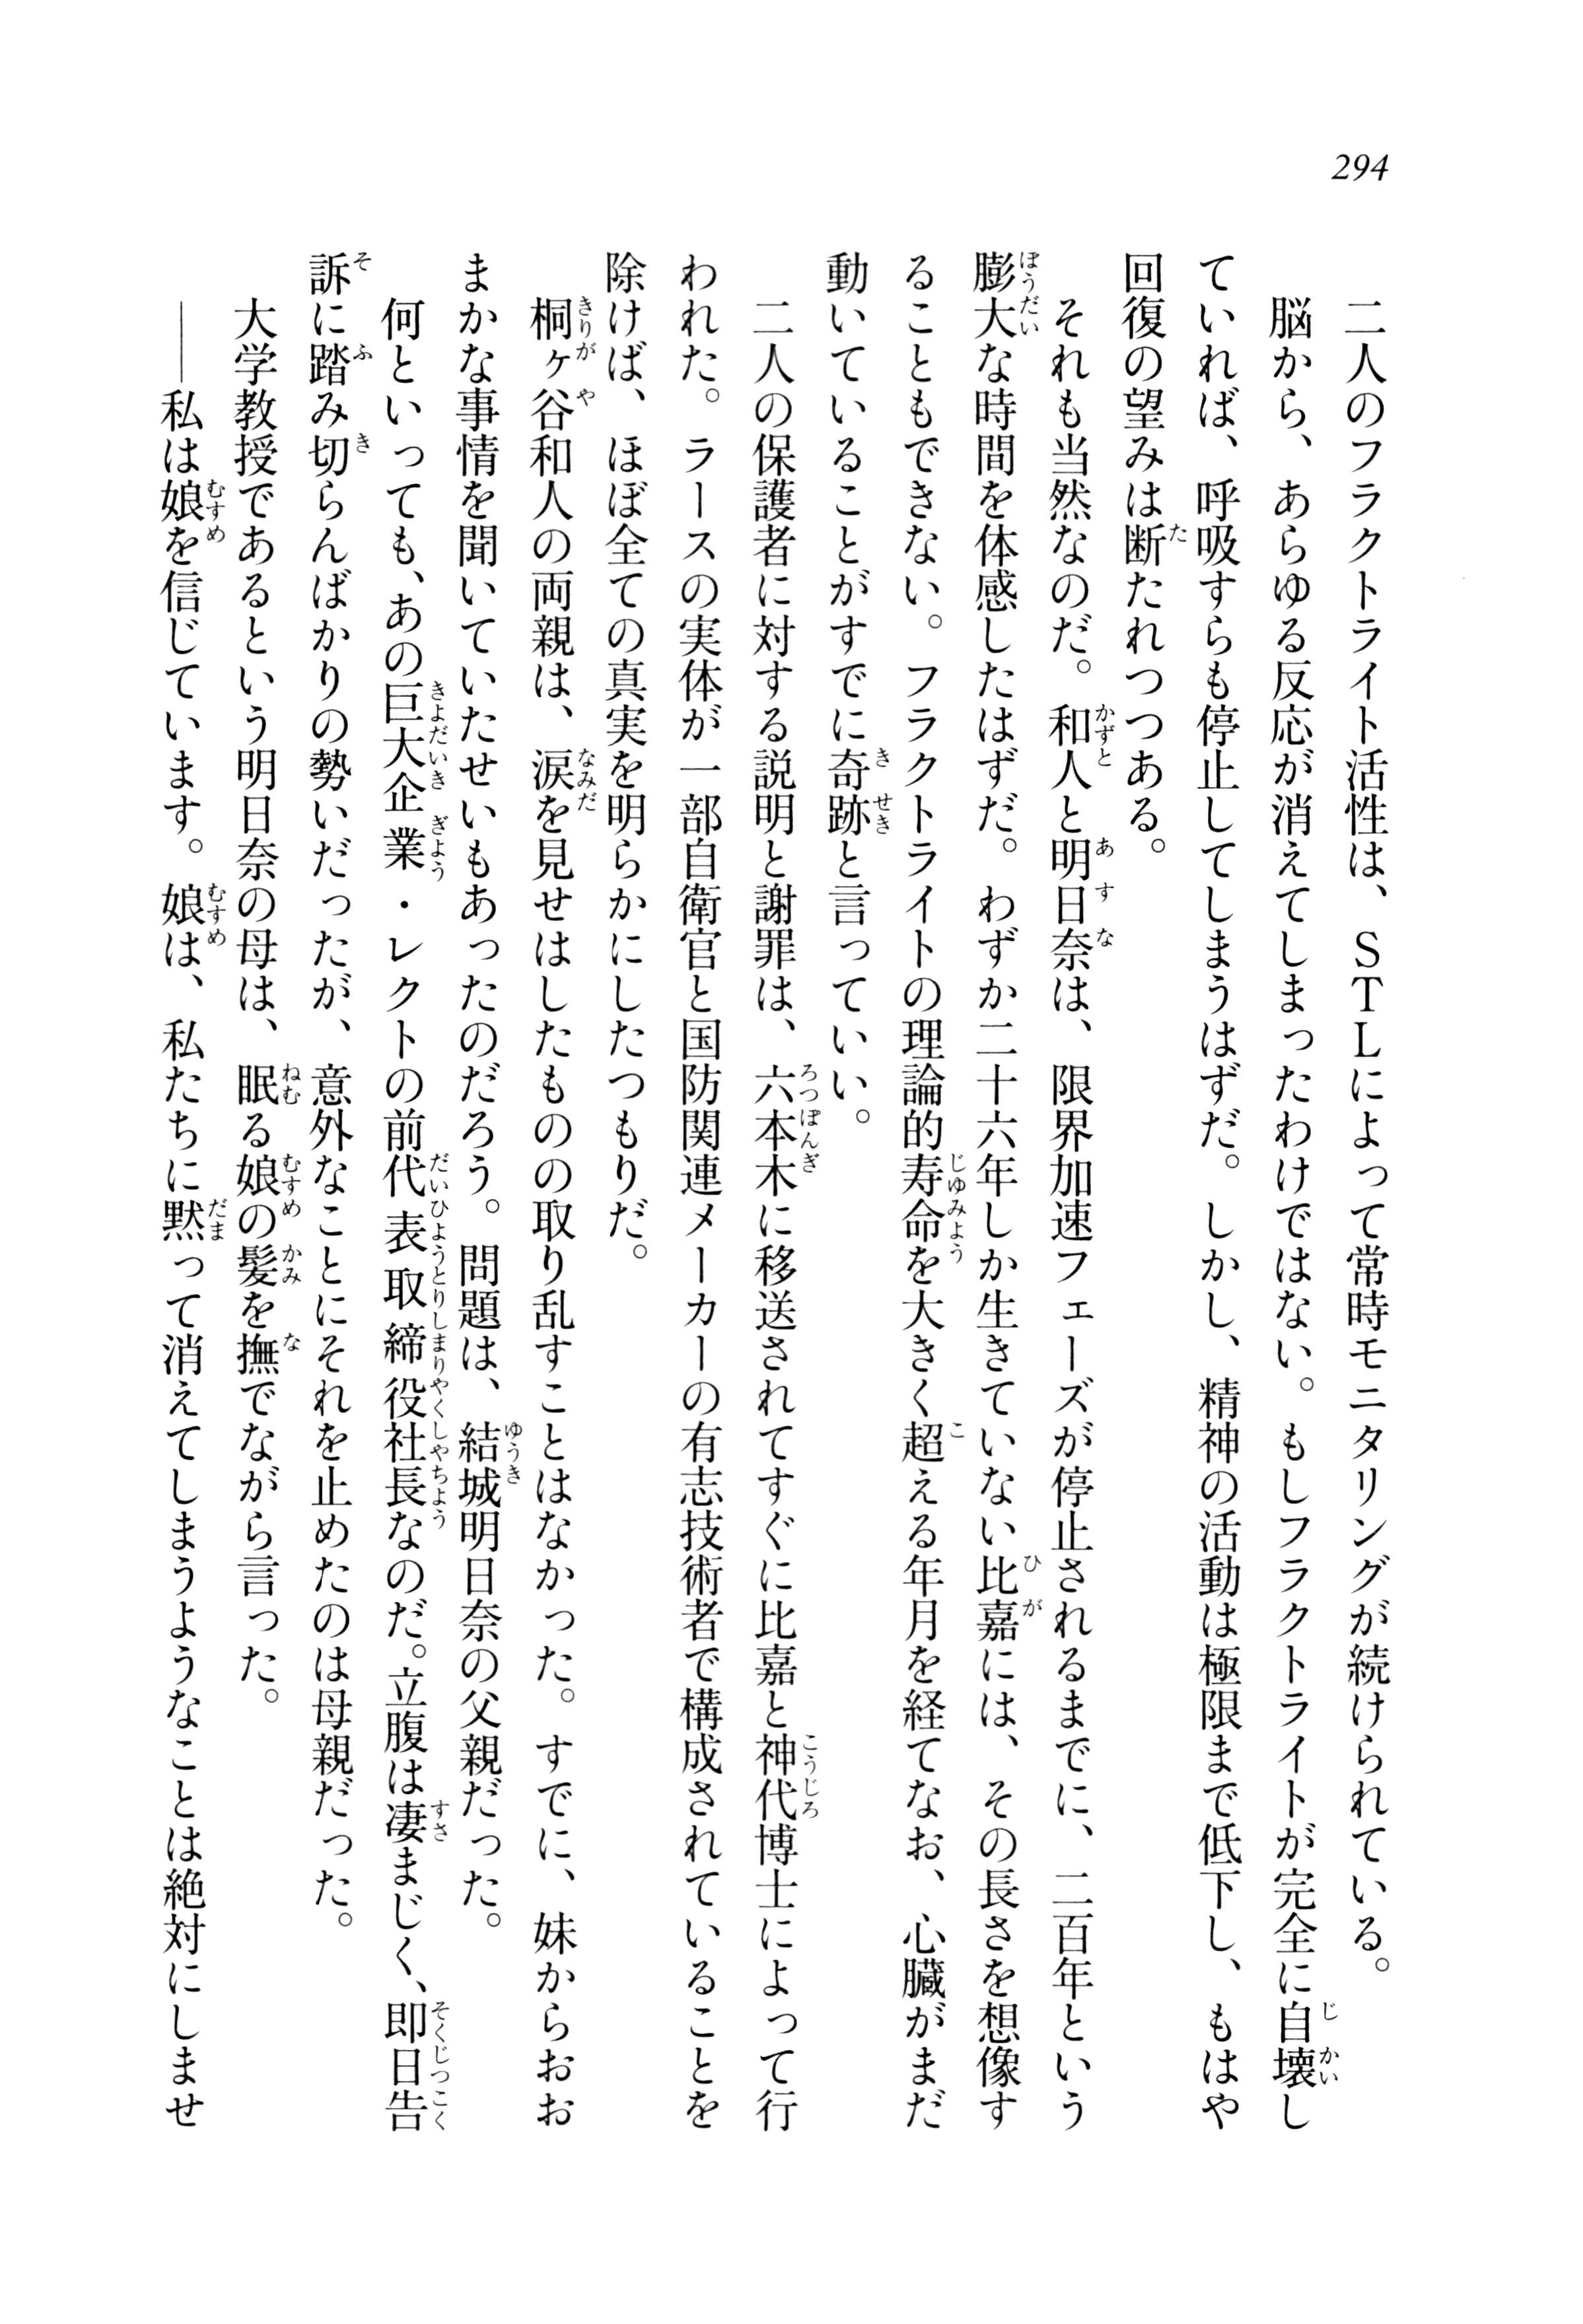 294
二人のフラクトライト活性は、STLによって常時モニタリングが続けられている。
脳から、あらゆる反応が消えてしまったわけではない。もしフラクトライトが完全に自壊し
ていれば、呼吸すらも停止してしまうはずだ。しかし、精神の活動は極限まで低下し、もはや
回復の望みは断たれつつある。
それも当然なのだ。和人と明日奈は、限界加速フェーズが停止されるまでに、二百年という
膨大な時間を体感したはずだ。わずか二十六年しか生きていない比嘉には、その長さを想像す
ることもできない。フラクトライトの理論的寿命を大きく超える年月を経てなお、心臓がまだ
動いていることがすでに奇跡と言っていい。
二人の保護者に対する説明と謝罪は、六本木に移送されてすぐに比嘉と神代博士によって行
われた。ラースの実体が一部自衛官と国防関連メーカーの有志技術者で構成されていることを
除けば、ほぼ全ての真実を明らかにしたつもりだ。
桐ヶ谷和人の両親は、涙を見せはしたものの取り乱すことはなかった。すでに、妹からおお
まかな事情を聞いていたせいもあったのだろう。問題は、結城明日奈の父親だった。
何といっても、あの巨大企業・レクトの前代表取締役社長なのだ。立腹は凄まじく、即日告
訴に踏み切らんばかりの勢いだったが、意外なことにそれを止めたのは母親だった。
大学教授であるという明日奈の母は、眠る娘の髪を撫でながら言った。
――私は娘を信じています。娘は、私たちに黙って消えてしまうようなことは絶対にしませ